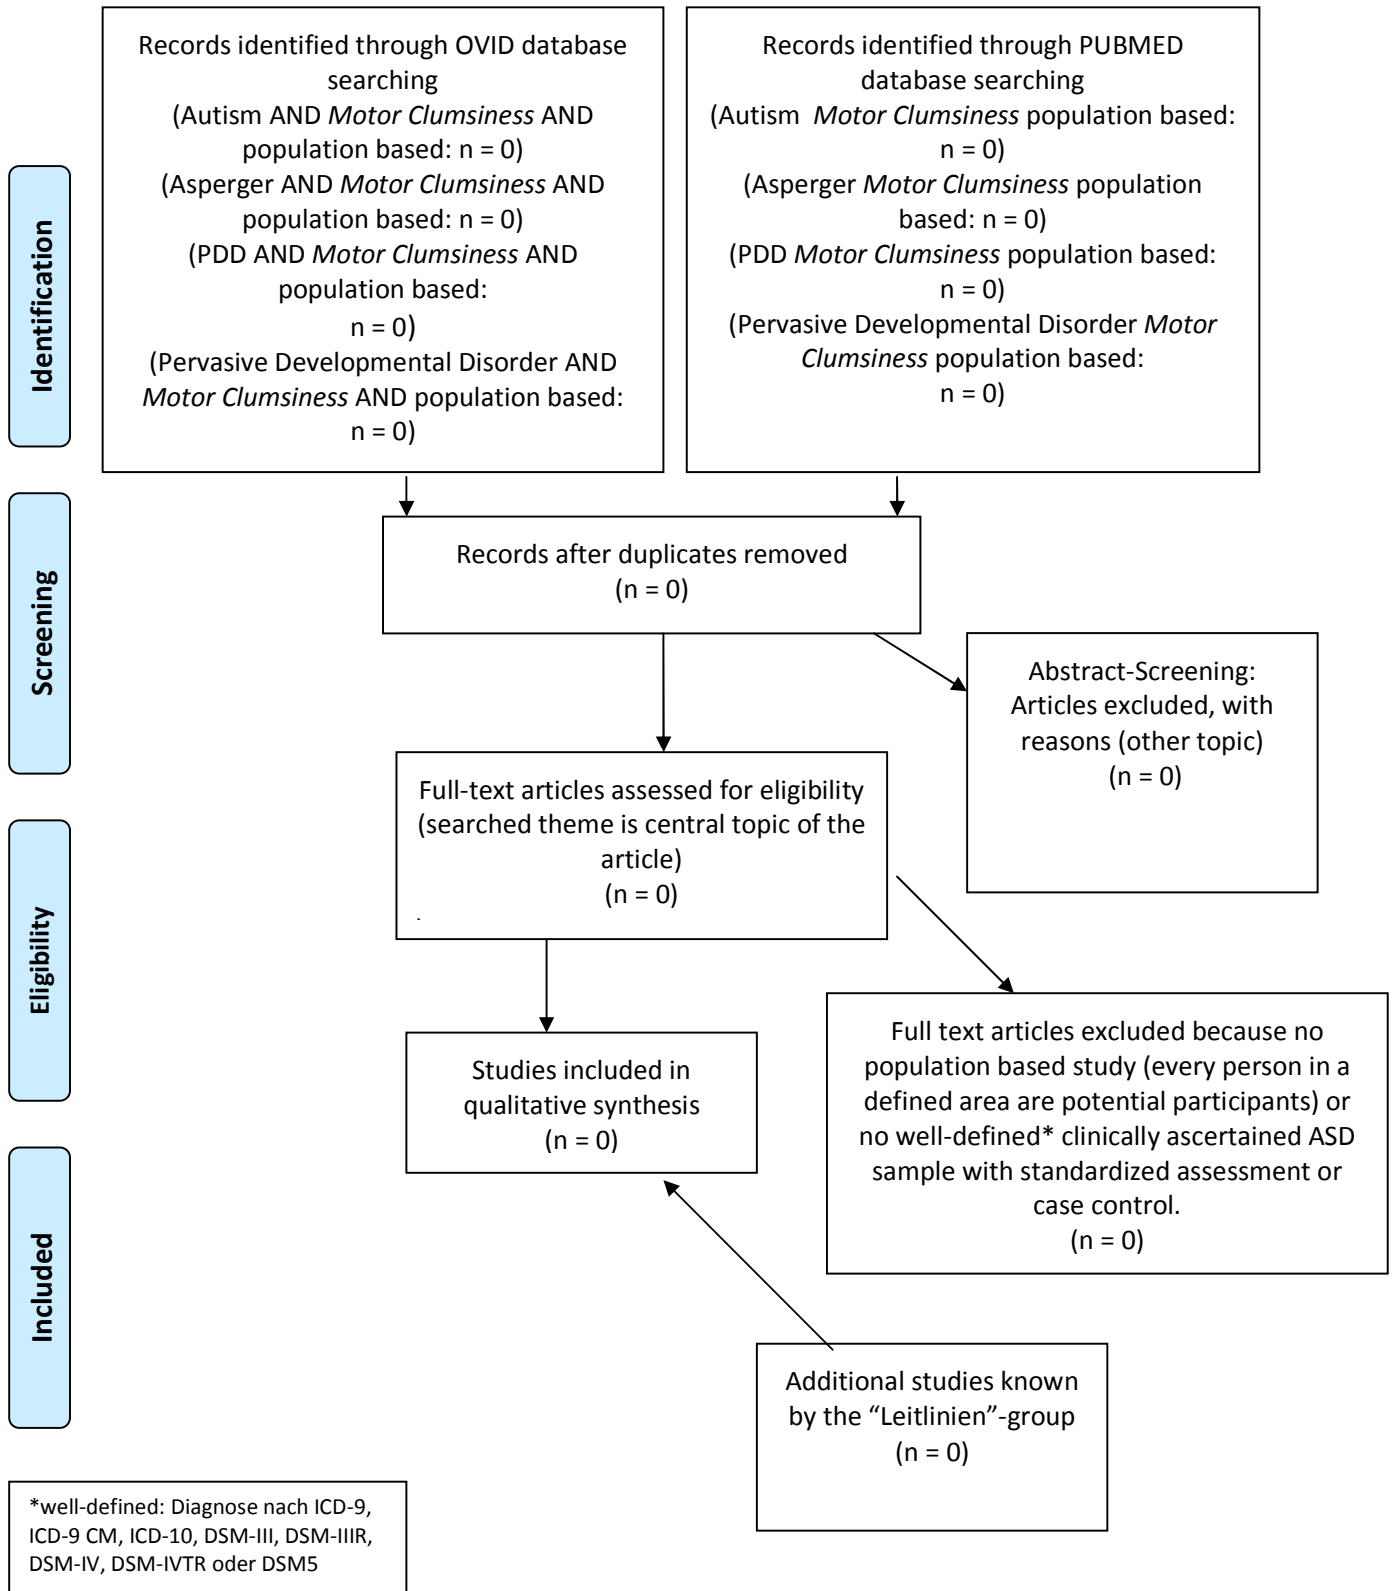 Records identified through OVID database
searching
(Autism AND Motor Clumsiness AND
population based: n = 0)
(Asperger AND Motor Clumsiness AND
population based: n = 0)
(PDD AND Motor Clumsiness AND
population based:
n = 0)
(Pervasive Developmental Disorder AND
Motor Clumsiness AND population based:
n = 0)
Records identified through PUBMED
database searching
(Autism Motor Clumsiness population based:
n = 0)
(Asperger Motor Clumsiness population
based: n = 0)
(PDD Motor Clumsiness population based:
n = 0)
(Pervasive Developmental Disorder Motor
Clumsiness population based:
n = 0)
Identification
Screening
Records after duplicates removed
(n = 0)
Abstract-Screening:
Articles excluded, with
reasons (other topic)
(n = 0)
Full-text articles assessed for eligibility
(searched theme is central topic of the
article)
(n = 0)
Eligibility
Studies included in
qualitative synthesis
(n = 0)
Full text articles excluded because no
population based study (every person in a
defined area are potential participants) or
no well-defined* clinically ascertained ASD
sample with standardized assessment or
case control.
(n = 0)
Included
Additional studies known
by the “Leitlinien”-group
(n = 0)
*well-defined: Diagnose nach ICD-9,
ICD-9 CM, ICD-10, DSM-III, DSM-IIIR,
DSM-IV, DSM-IVTR oder DSM5